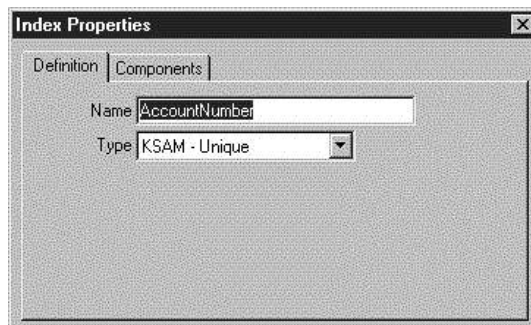 Index Properties
Definition Components
Name AccountNumber
Type KSAM - Unique